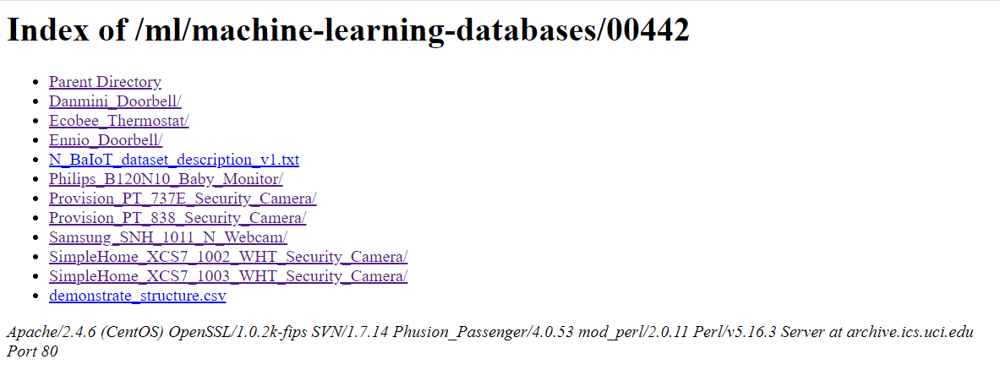 Index of /ml/machine-learning-databases/00442
Parent Directory
Danmini_Doorbell/
Ecobee_Thermostat/
Ennio_Doorbell/
N_BaIoT_dataset_description_v1.txt
Philips_B120N10_Baby_Monitor/
Provision_PT_737E_Security_Camera/
Provision_PT_838_Security_Camera/
Samsung_SNH_1011_N_Webcam/
SimpleHome_XCS7_1002_WHT_Security_Camera/
SimpleHome_XCS7_1003_WHT_Security_Camera/
demonstrate_structure.csv
Apache/2.4.6 (CentOS) OpenSSL/1.0.2k-fips SVN/1.7.14 Phusion_Passenger/4.0.53 mod_perl/2.0.11 Perl/v5.16.3 Server at archive.ics.uci.edu
Port 80